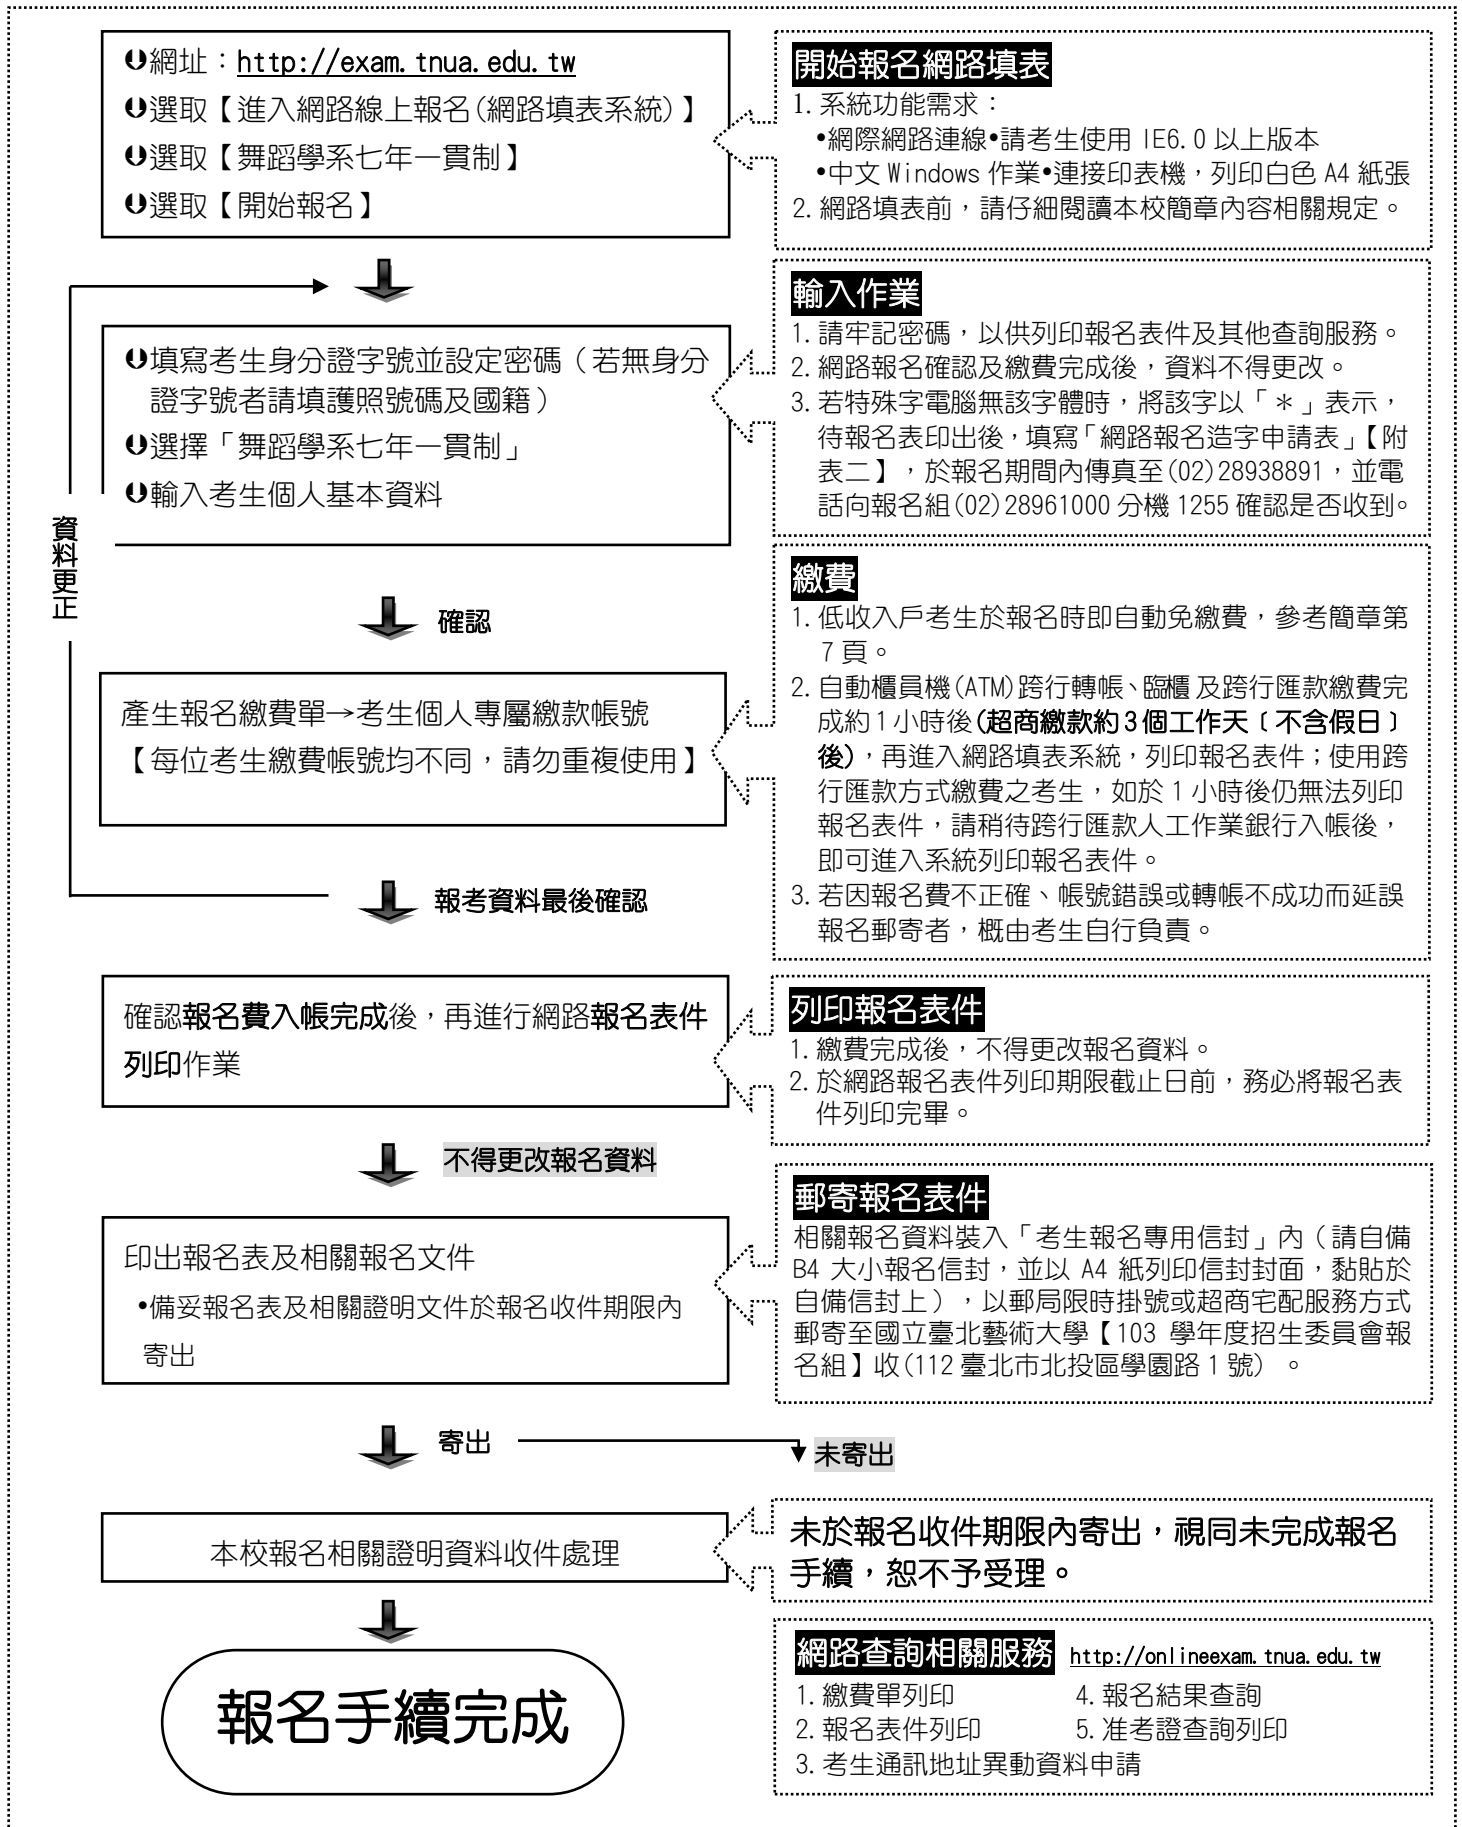 網址：http://exam.tnua.edu.tw
選取【進入網路線上報名(網路填表系統)】
選取【舞蹈學系七年一貫制】
選取【開始報名】
開始報名網路填表
1. 系統功能需求：
•網際網路連線•請考生使用 IE6.0 以上版本
•中文 Windows 作業•連接印表機，列印白色 A4 紙張
2. 網路填表前，請仔細閱讀本校簡章內容相關規定。
填寫考生身分證字號並設定密碼（若無身分
證字號者請填護照號碼及國籍）
選擇「舞蹈學系七年一貫制」
輸入考生個人基本資料
輸入作業
1. 請牢記密碼，以供列印報名表件及其他查詢服務。
2. 網路報名確認及繳費完成後，資料不得更改。
3. 若特殊字電腦無該字體時，將該字以「＊」表示，
待報名表印出後，填寫「網路報名造字申請表」【附
表二】，於報名期間內傳真至(02)28938891，並電
話向報名組(02)28961000 分機 1255 確認是否收到。
資料更正
確認
產生報名繳費單→考生個人專屬繳款帳號
【每位考生繳費帳號均不同，請勿重複使用】
繳費
1. 低收入戶考生於報名時即自動免繳費，參考簡章第
7 頁。
2. 自動櫃員機(ATM)跨行轉帳、臨櫃及跨行匯款繳費完
成約 1 小時後(超商繳款約 3 個工作天﹝不含假日﹞
後)，再進入網路填表系統，列印報名表件；使用跨
行匯款方式繳費之考生，如於 1 小時後仍無法列印
報名表件，請稍待跨行匯款人工作業銀行入帳後，
即可進入系統列印報名表件。
3. 若因報名費不正確、帳號錯誤或轉帳不成功而延誤
報名郵寄者，概由考生自行負責。
報考資料最後確認
確認報名費入帳完成後，再進行網路報名表件
列印作業
列印報名表件
1. 繳費完成後，不得更改報名資料。
2. 於網路報名表件列印期限截止日前，務必將報名表
件列印完畢。
不得更改報名資料
印出報名表及相關報名文件
•備妥報名表及相關證明文件於報名收件期限內
寄出
郵寄報名表件
相關報名資料裝入「考生報名專用信封」內（請自備
B4 大小報名信封，並以 A4 紙列印信封封面，黏貼於
自備信封上），以郵局限時掛號或超商宅配服務方式
郵寄至國立臺北藝術大學【103 學年度招生委員會報
名組】收(112 臺北市北投區學園路 1 號) 。
寄出
未寄出
本校報名相關證明資料收件處理
未於報名收件期限內寄出，視同未完成報名
手續，恕不予受理。
報名手續完成
網路查詢相關服務 http://onlineexam.tnua.edu.tw
1. 繳費單列印 4. 報名結果查詢
2. 報名表件列印 5. 准考證查詢列印
3. 考生通訊地址異動資料申請